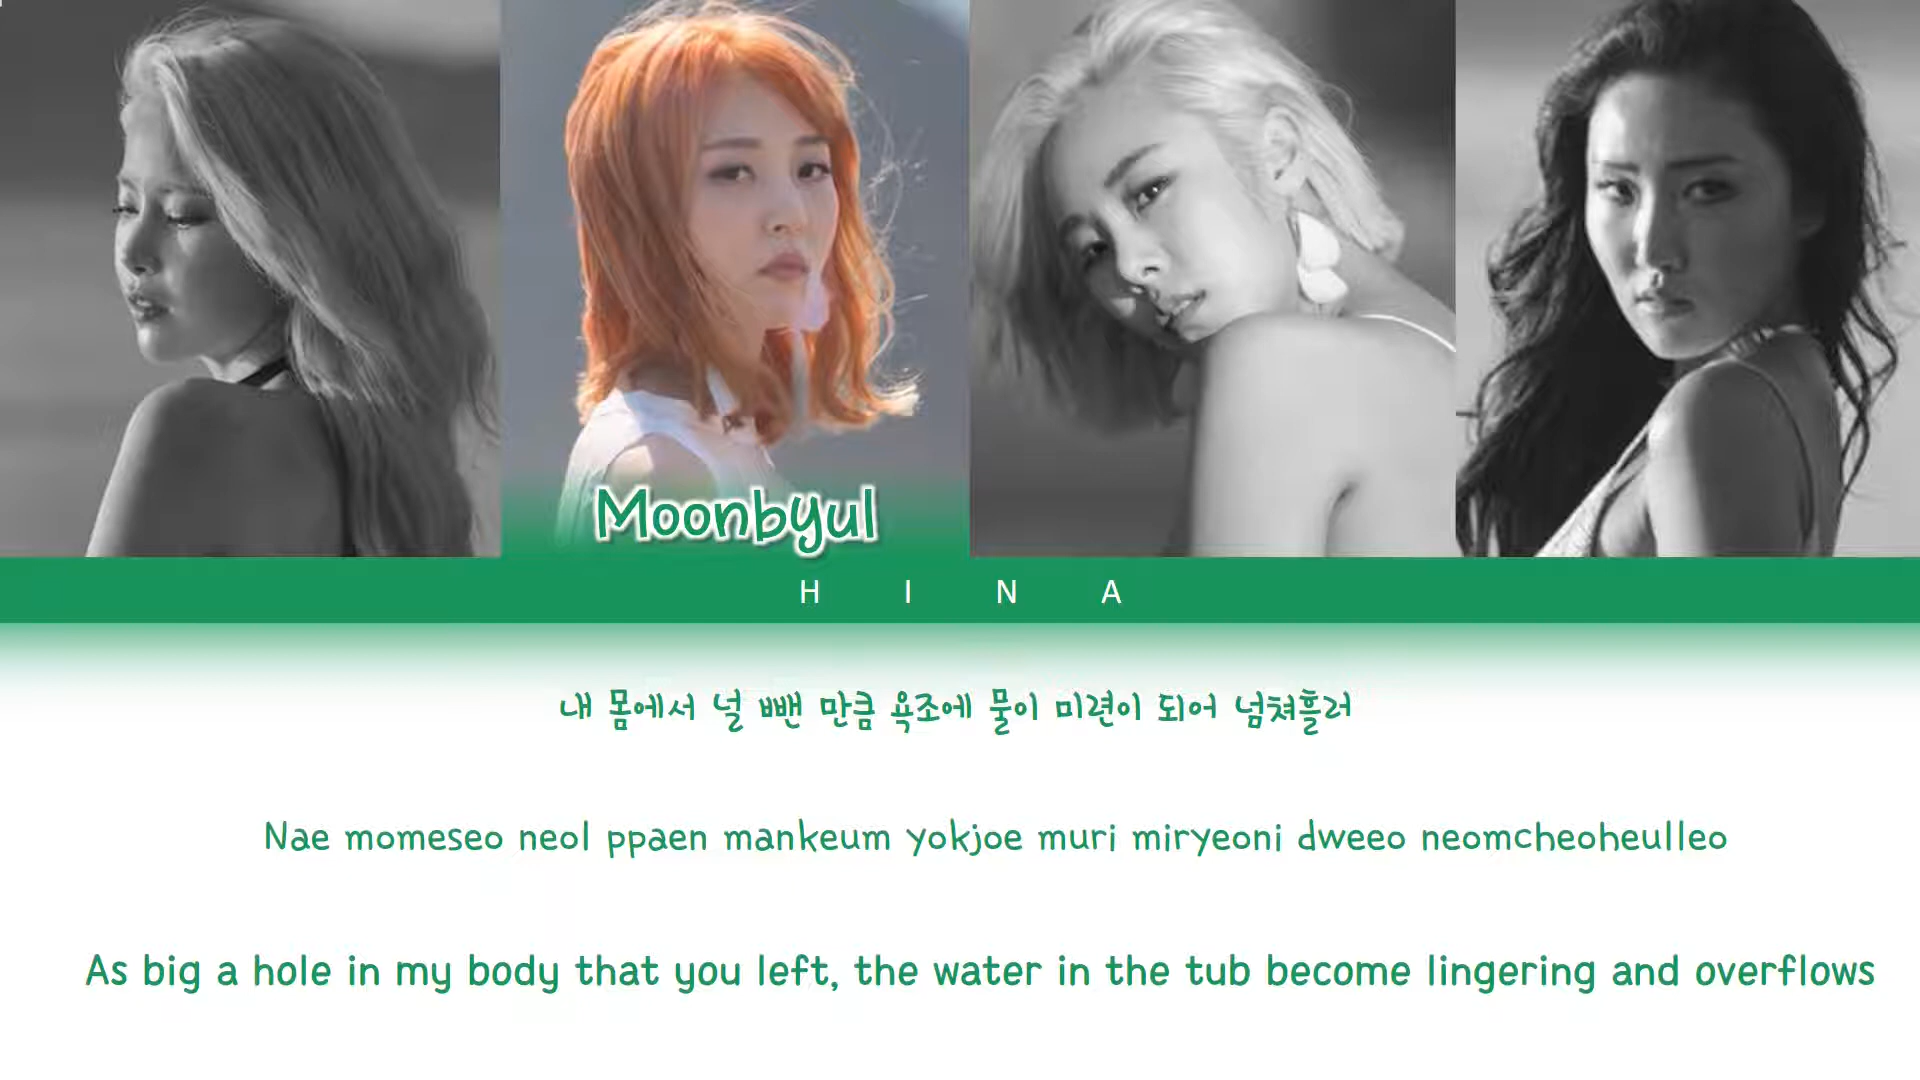 Moonbyul
H I N A
내 몸에서 널 뺀 만큼 욕조에 물이 미련이 되어 넘쳐흘러
Nae momeseo neol ppaen mankeum yokjoe muri miryeoni dweeo neomcheoheulleo
As big a hole in my body that you left, the water in the tub become lingering and overflows